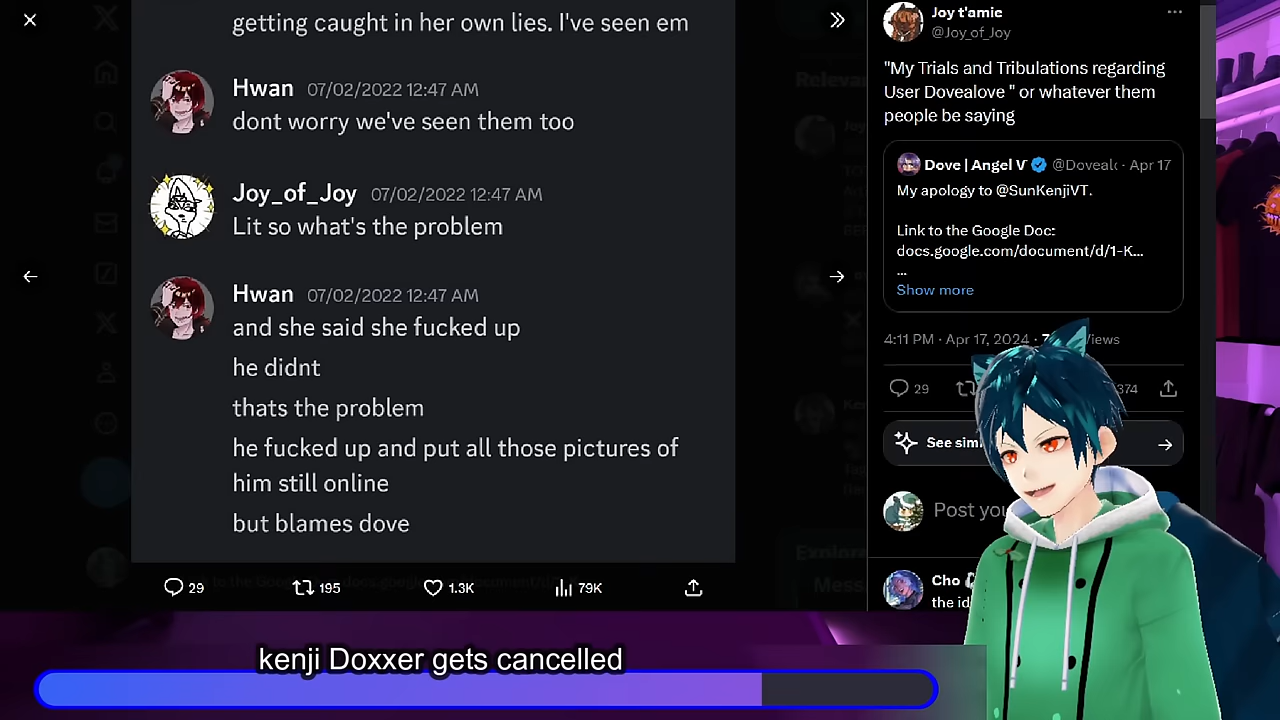 getting caught in her own lies. I've seen em
Hwan 07/02/2022 12:47 AM
dont worry we've seen them too
Joy_of_Joy 07/02/2022 12:47 AM
Lit so what's the problem
Hwan 07/02/2022 12:47 AM
and she said she fucked up
he didnt
thats the problem
he fucked up and put all those pictures of
him still online
but blames dove
29 195 1.3K 79K
Joy t'amie
@Joy_of_Joy
"My Trials and Tribulations regarding
User Dovealove " or whatever them
people be saying
Dove | Angel V @Doveal · Apr 17
My apology to @SunKenjiVT.
Link to the Google Doc:
docs.google.com/document/d/1-K...
...
Show more
4:11 PM · Apr 17, 2024
29 374
See
Post
Cho
the
kenji Doxxer gets cancelled